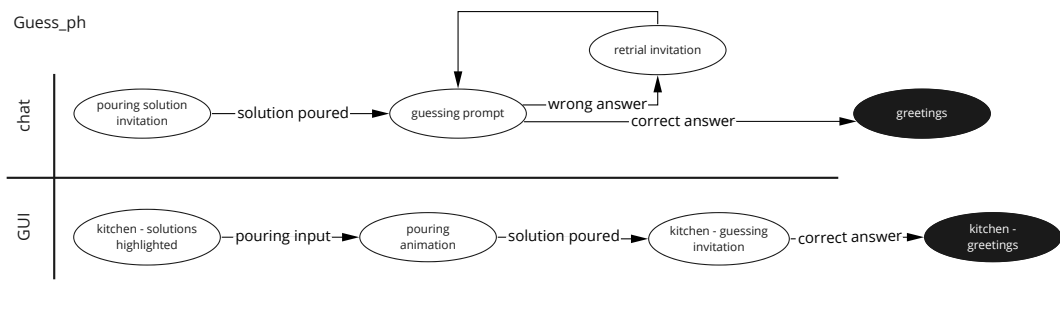 Guess_ph
retrial invitation
chat
pouring solution
invitation
solution poured
guessing prompt
wrong answer
correct answer
greetings
GUI
kitchen - solutions
highlighted
pouring input
pouring
animation
solution poured
kitchen - guessing
invitation
correct answer
kitchen -
greetings